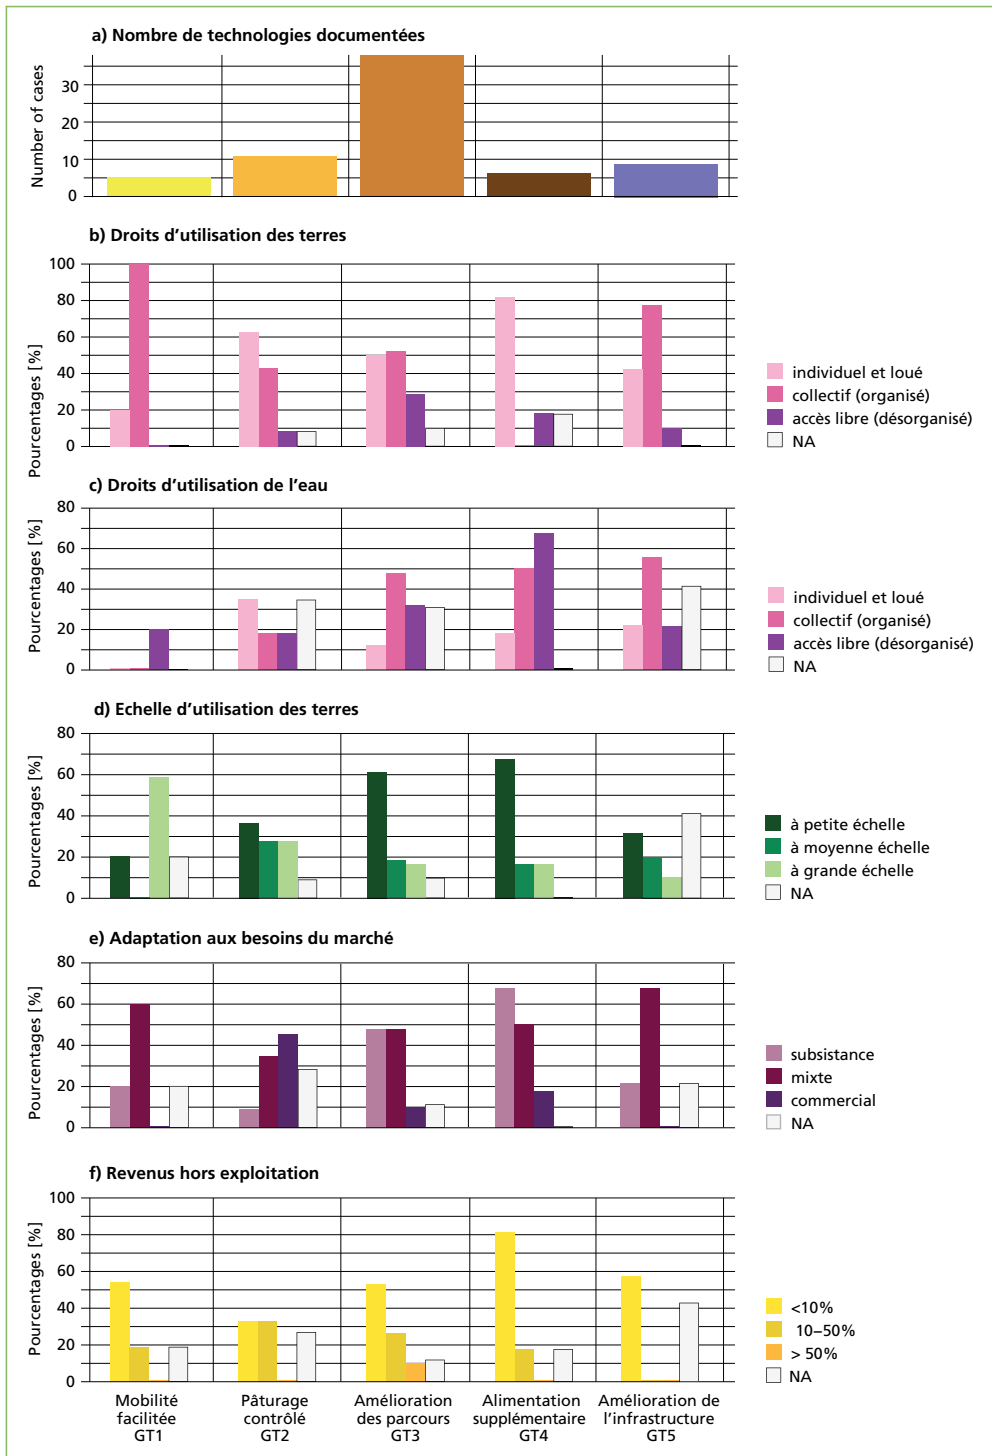 a) Nombre de technologies documentées
Number of cases
30
20
10
0
b) Droits d'utilisation des terres
Pourcentages [%]
100
80
60
40
20
0
individuel et loué
collectif (organisé)
accès libre (désorganisé)
NA
c) Droits d'utilisation de l'eau
Pourcentages [%]
80
60
40
20
0
individuel et loué
collectif (organisé)
accès libre (désorganisé)
NA
d) Echelle d'utilisation des terres
Pourcentages [%]
80
60
40
20
0
à petite échelle
à moyenne échelle
à grande échelle
NA
e) Adaptation aux besoins du marché
Pourcentages [%]
80
60
40
20
0
subsistance
mixte
commercial
NA
f) Revenus hors exploitation
Pourcentages [%]
100
80
60
40
20
0
<10%
10–50%
> 50%
NA
Mobilité
facilitée
GT1
Pâturage
contrôlé
GT2
Amélioration
des parcours
GT3
Alimentation
supplémentaire
GT4
Amélioration de
l'infrastructure
GT5